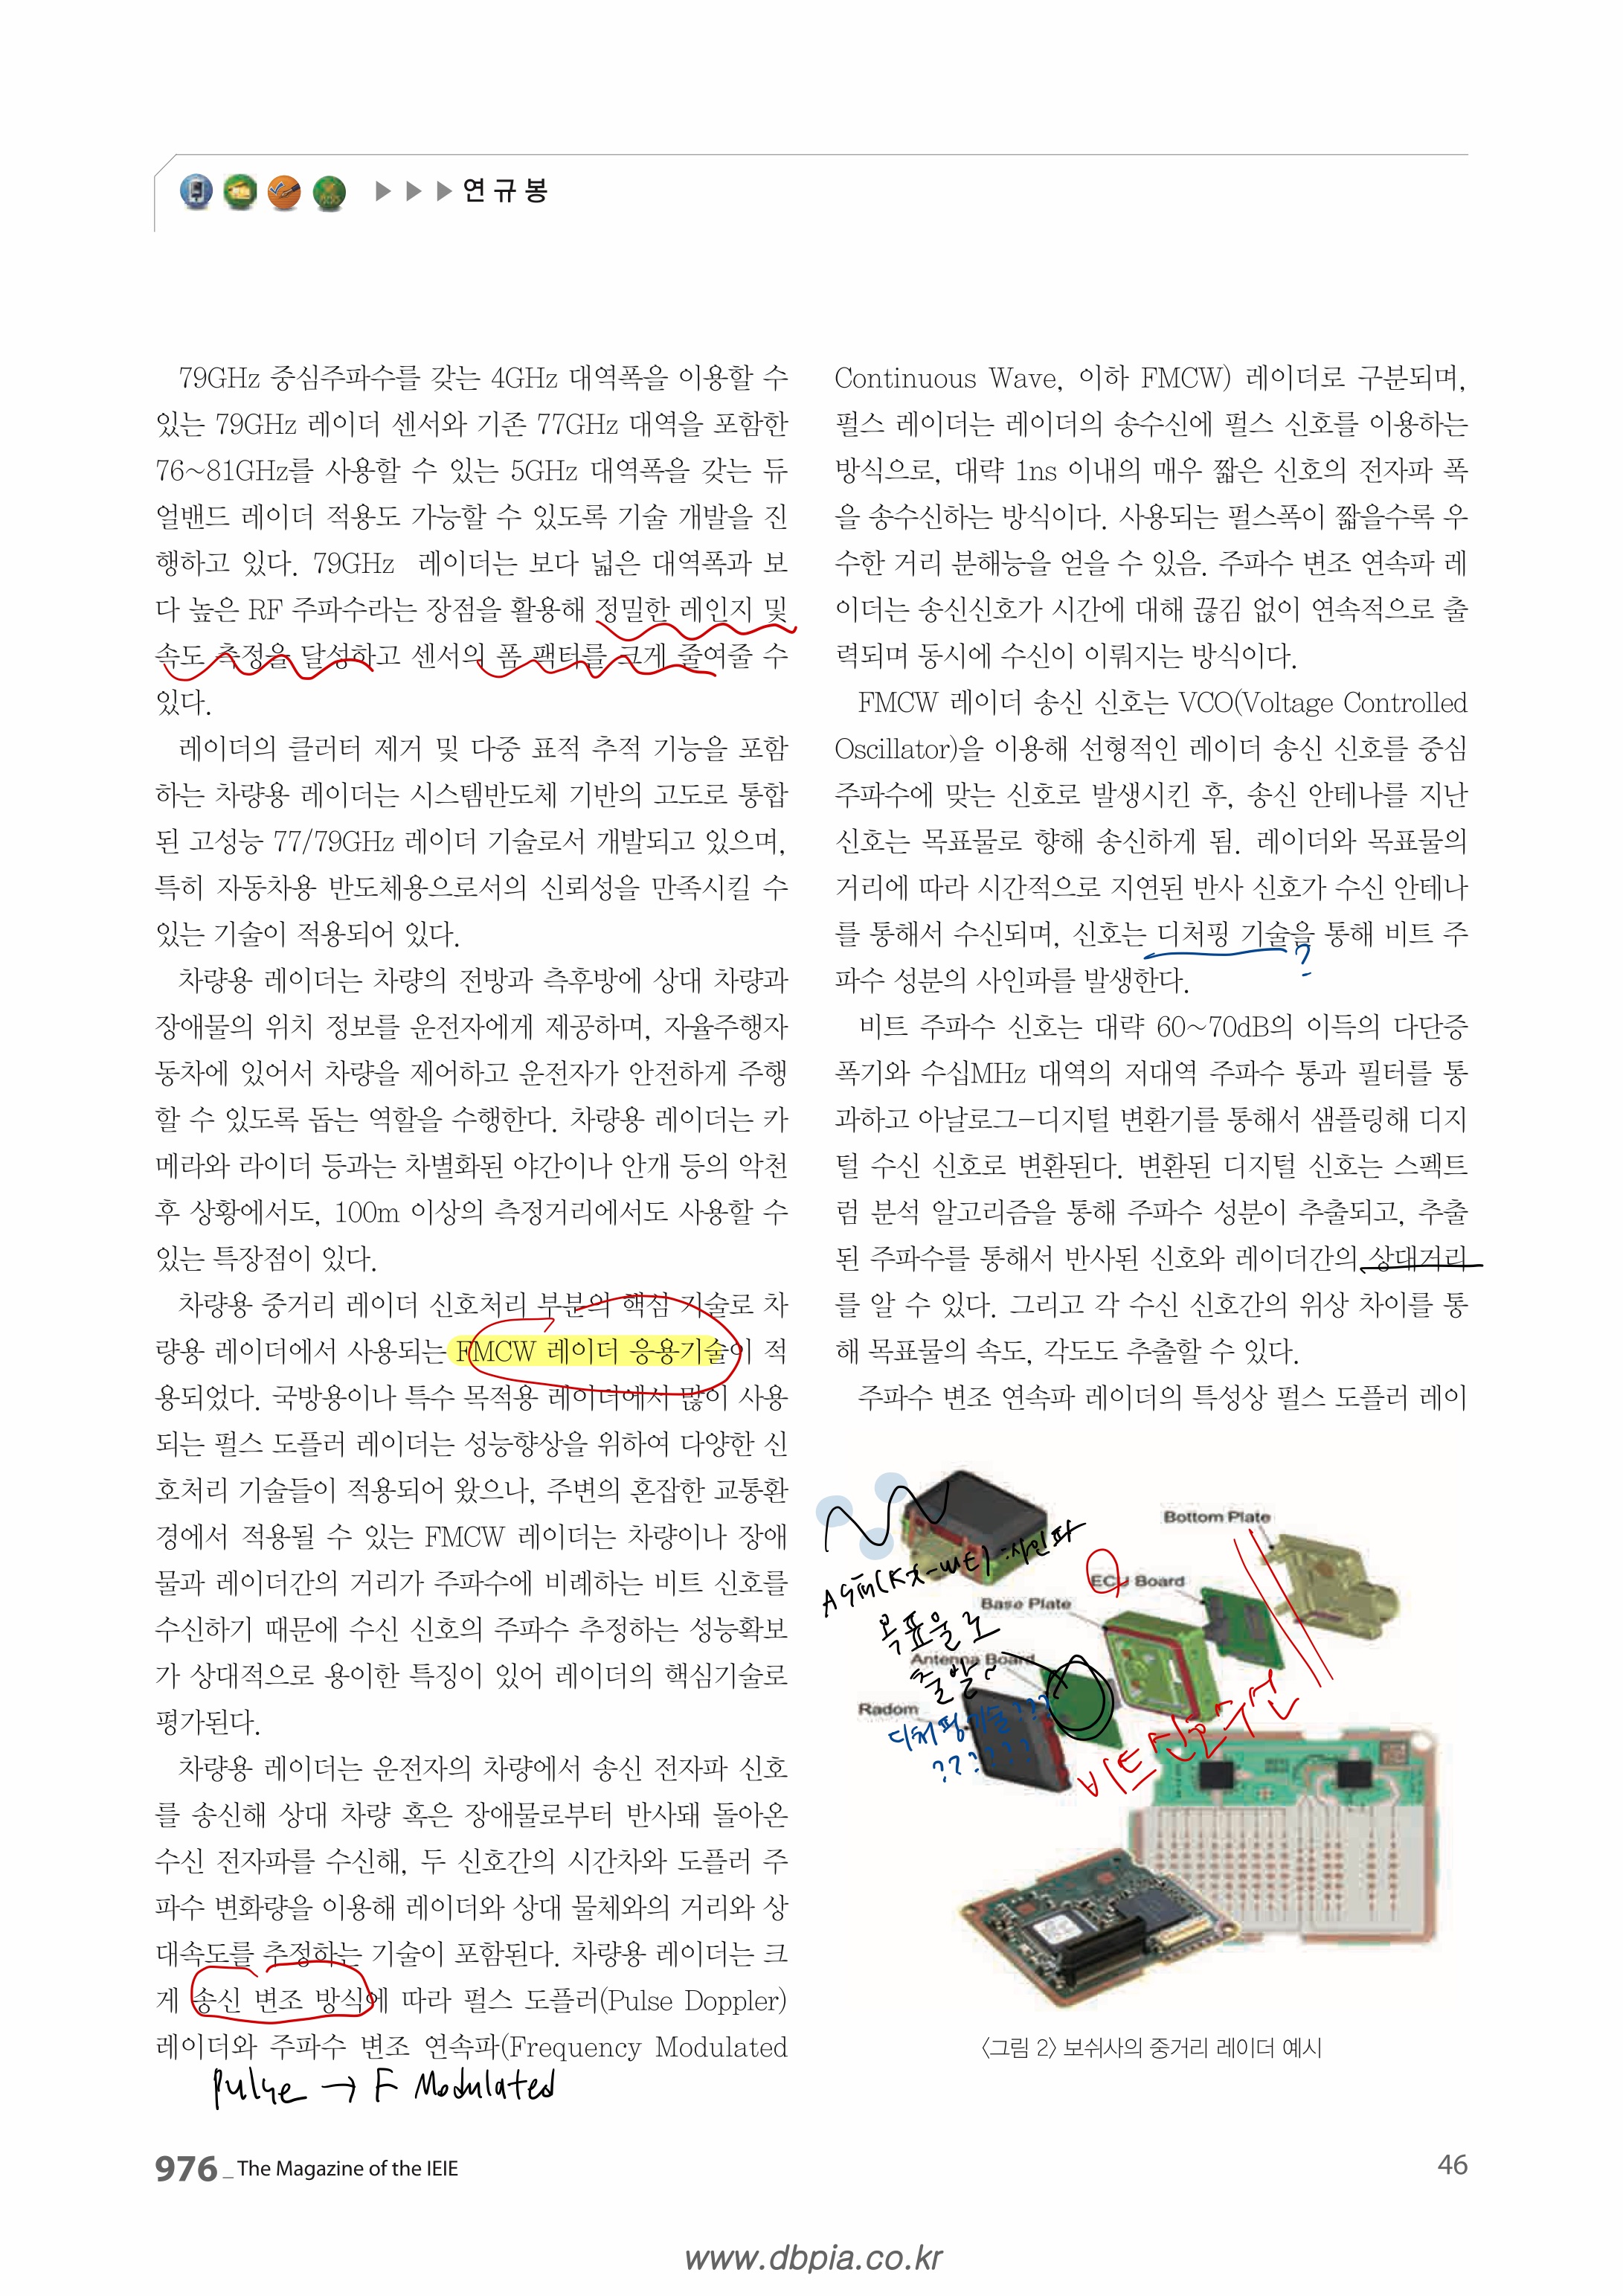 연규봉
79GHz 중심주파수를 갖는 4GHz 대역폭을 이용할 수
있는 79GHz 레이더 센서와 기존 77GHz 대역을 포함한
76~81GHz를 사용할 수 있는 5GHz 대역폭을 갖는 듀
얼밴드 레이더 적용도 가능할 수 있도록 기술 개발을 진
행하고 있다. 79GHz 레이더는 보다 넓은 대역폭과 보
다 높은 RF 주파수라는 장점을 활용해 정밀한 레인지 및
속도 측정을 달성하고 센서의 폼 팩터를 크게 줄여줄 수
있다.
레이더의 클러터 제거 및 다중 표적 추적 기능을 포함
하는 차량용 레이더는 시스템반도체 기반의 고도로 통합
된 고성능 77/79GHz 레이더 기술로서 개발되고 있으며,
특히 자동차용 반도체용으로서의 신뢰성을 만족시킬 수
있는 기술이 적용되어 있다.
차량용 레이더는 차량의 전방과 측후방에 상대 차량과
장애물의 위치 정보를 운전자에게 제공하며, 자율주행자
동차에 있어서 차량을 제어하고 운전자가 안전하게 주행
할 수 있도록 돕는 역할을 수행한다. 차량용 레이더는 카
메라와 라이더 등과는 차별화된 야간이나 안개 등의 악천
후 상황에서도, 100m 이상의 측정거리에서도 사용할 수
있는 특장점이 있다.
차량용 중거리 레이더 신호처리 부분의 핵심 기술로 차
량용 레이더에서 사용되는 FMCW 레이더 응용기술이 적
용되었다. 국방용이나 특수 목적용 레이더에서 많이 사용
되는 펄스 도플러 레이더는 성능향상을 위하여 다양한 신
호처리 기술들이 적용되어 왔으나, 주변의 혼잡한 교통환
경에서 적용될 수 있는 FMCW 레이더는 차량이나 장애
물과 레이더간의 거리가 주파수에 비례하는 비트 신호를
수신하기 때문에 수신 신호의 주파수 추정하는 성능확보
가 상대적으로 용이한 특징이 있어 레이더의 핵심기술로
평가된다.
차량용 레이더는 운전자의 차량에서 송신 전자파 신호
를 송신해 상대 차량 혹은 장애물로부터 반사돼 돌아온
수신 전자파를 수신해, 두 신호간의 시간차와 도플러 주
파수 변화량을 이용해 레이더와 상대 물체와의 거리와 상
대속도를 추정하는 기술이 포함된다. 차량용 레이더는 크
게 송신 변조 방식에 따라 펄스 도플러(Pulse Doppler)
레이더와 주파수 변조 연속파(Frequency Modulated
Pulse → F Modulated
Continuous Wave, 이하 FMCW) 레이더로 구분되며,
펄스 레이더는 레이더의 송수신에 펄스 신호를 이용하는
방식으로, 대략 1ns 이내의 매우 짧은 신호의 전자파 폭
을 송수신하는 방식이다. 사용되는 펄스폭이 짧을수록 우
수한 거리 분해능을 얻을 수 있음. 주파수 변조 연속파 레
이더는 송신신호가 시간에 대해 끊김 없이 연속적으로 출
력되며 동시에 수신이 이뤄지는 방식이다.
FMCW 레이더 송신 신호는 VCO(Voltage Controlled
Oscillator)을 이용해 선형적인 레이더 송신 신호를 중심
주파수에 맞는 신호로 발생시킨 후, 송신 안테나를 지난
신호는 목표물로 향해 송신하게 됨. 레이더와 목표물의
거리에 따라 시간적으로 지연된 반사 신호가 수신 안테나
를 통해서 수신되며, 신호는 디처핑 기술을 통해 비트 주
?
파수 성분의 사인파를 발생한다.
비트 주파수 신호는 대략 60~70dB의 이득의 다단증
폭기와 수십MHz 대역의 저대역 주파수 통과 필터를 통
과하고 아날로그-디지털 변환기를 통해서 샘플링해 디지
털 수신 신호로 변환된다. 변환된 디지털 신호는 스펙트
럼 분석 알고리즘을 통해 주파수 성분이 추출되고, 추출
된 주파수를 통해서 반사된 신호와 레이더간의 상대거리
를 알 수 있다. 그리고 각 수신 신호간의 위상 차이를 통
해 목표물의 속도, 각도도 추출할 수 있다.
주파수 변조 연속파 레이더의 특성상 펄스 도플러 레이
Bottom Plate
ECU Board
Base Plate
Antenna Board
Radom
Asin(kx-wt) : 사인파
목표물로
출발~
디처핑기술???
??????
비트신호수신
〈그림 2〉 보쉬사의 중거리 레이더 예시
976 _ The Magazine of the IEIE
46
www.dbpia.co.kr